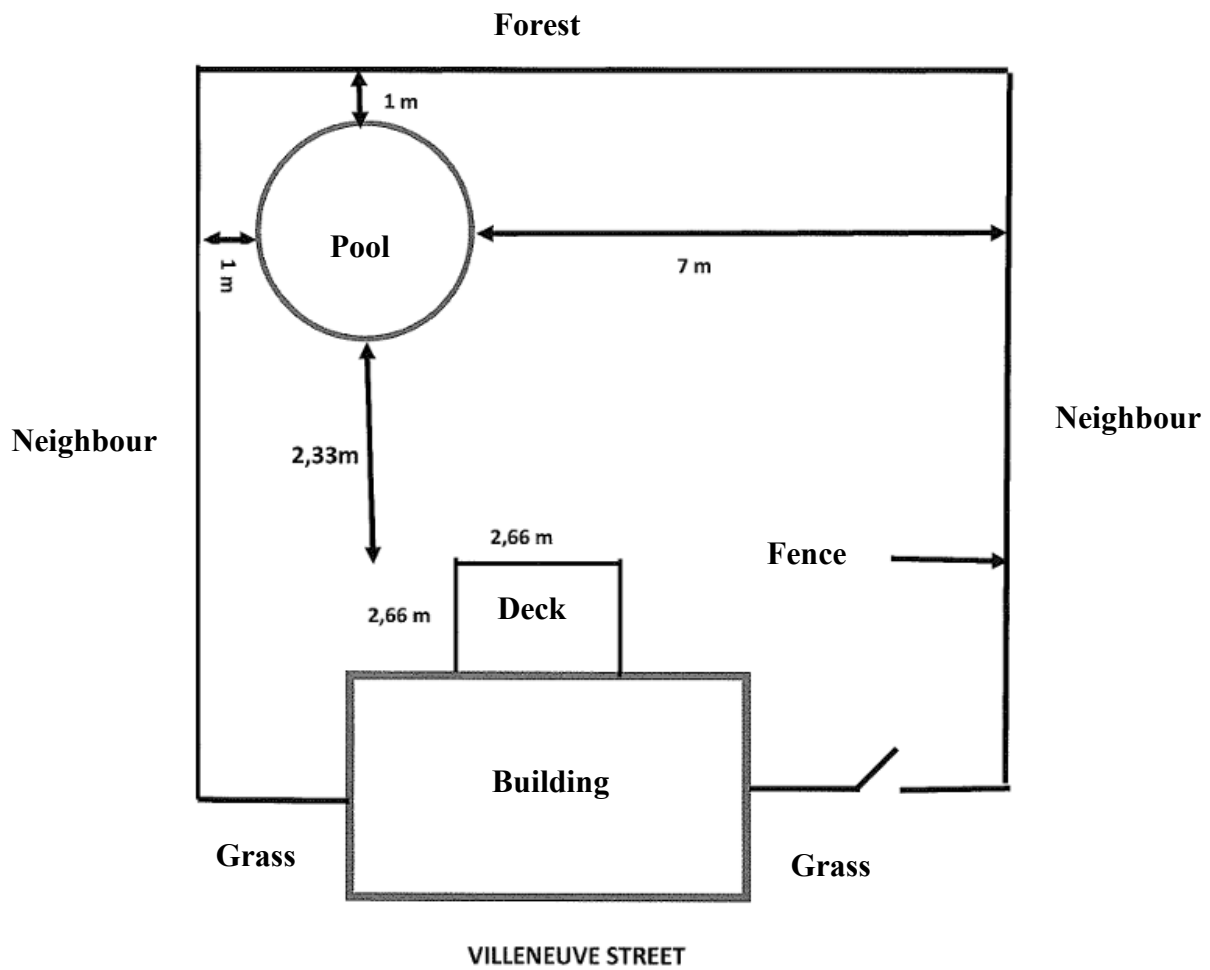 Forest
1 m
Pool
1 m
7 m
Neighbour
Neighbour
2,33m
2,66 m
Fence
2,66 m
Deck
Building
Grass
Grass
VILLENEUVE STREET